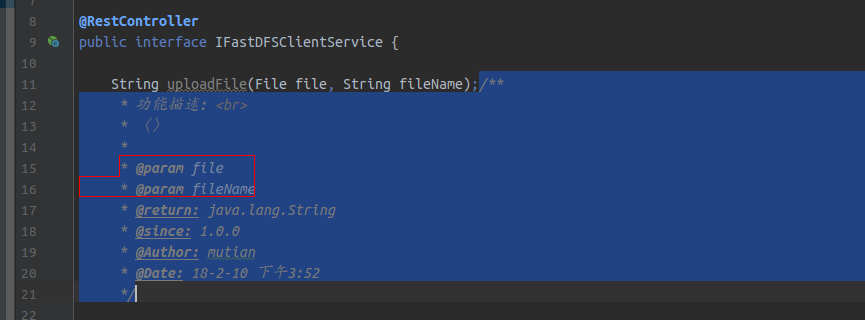 7
8 @RestController
9 public interface IFastDFSClientService {
10
11 String uploadFile(File file, String fileName);/**
12 * 功能描述: <br>
13 * 〈〉
14 *
15 * @param file
16 * @param fileName
17 * @return: java.lang.String
18 * @since: 1.0.0
19 * @Author: mutian
20 * @Date: 18-2-10 下午3:52
21 */
22